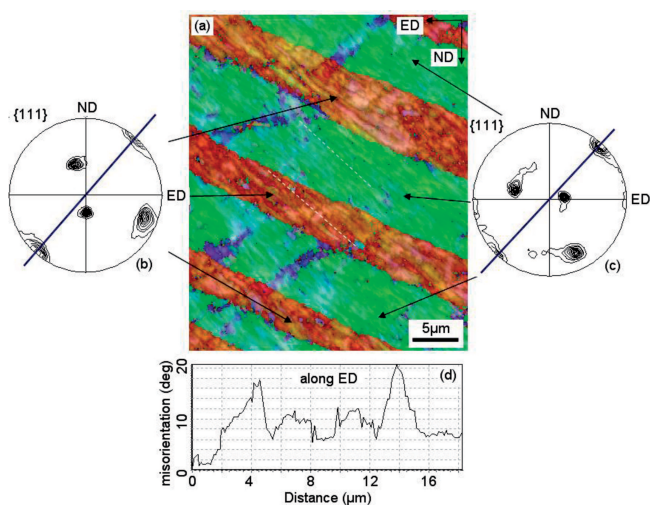 (a)
ED
ND
{111}
ND
ED
(b)
{111}
ND
ED
(c)
5µm
(d)
along ED
misorientation (deg)
20
10
0
0
4
8
12
16
Distance (µm)